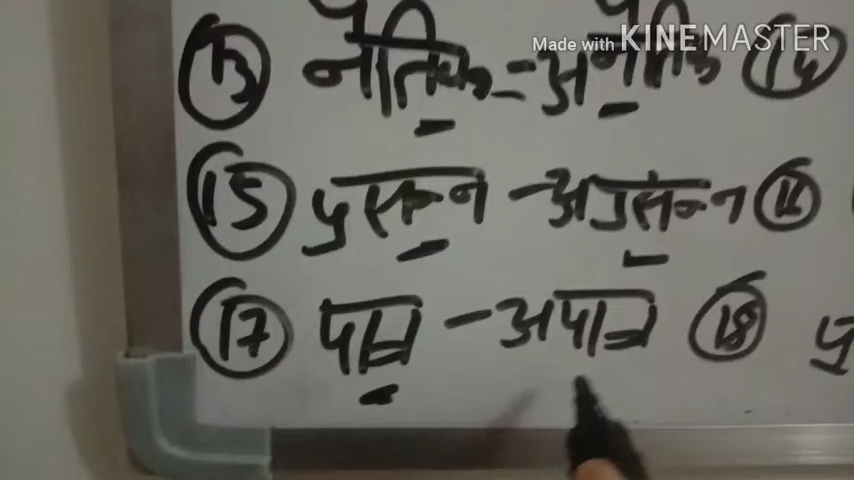 Made with KINEMASTER
13 नैतिक = अनैतिक 14
15 प्रसन्न - अप्रसन्न 16
17 पात्र - अपात्र 18 प्र